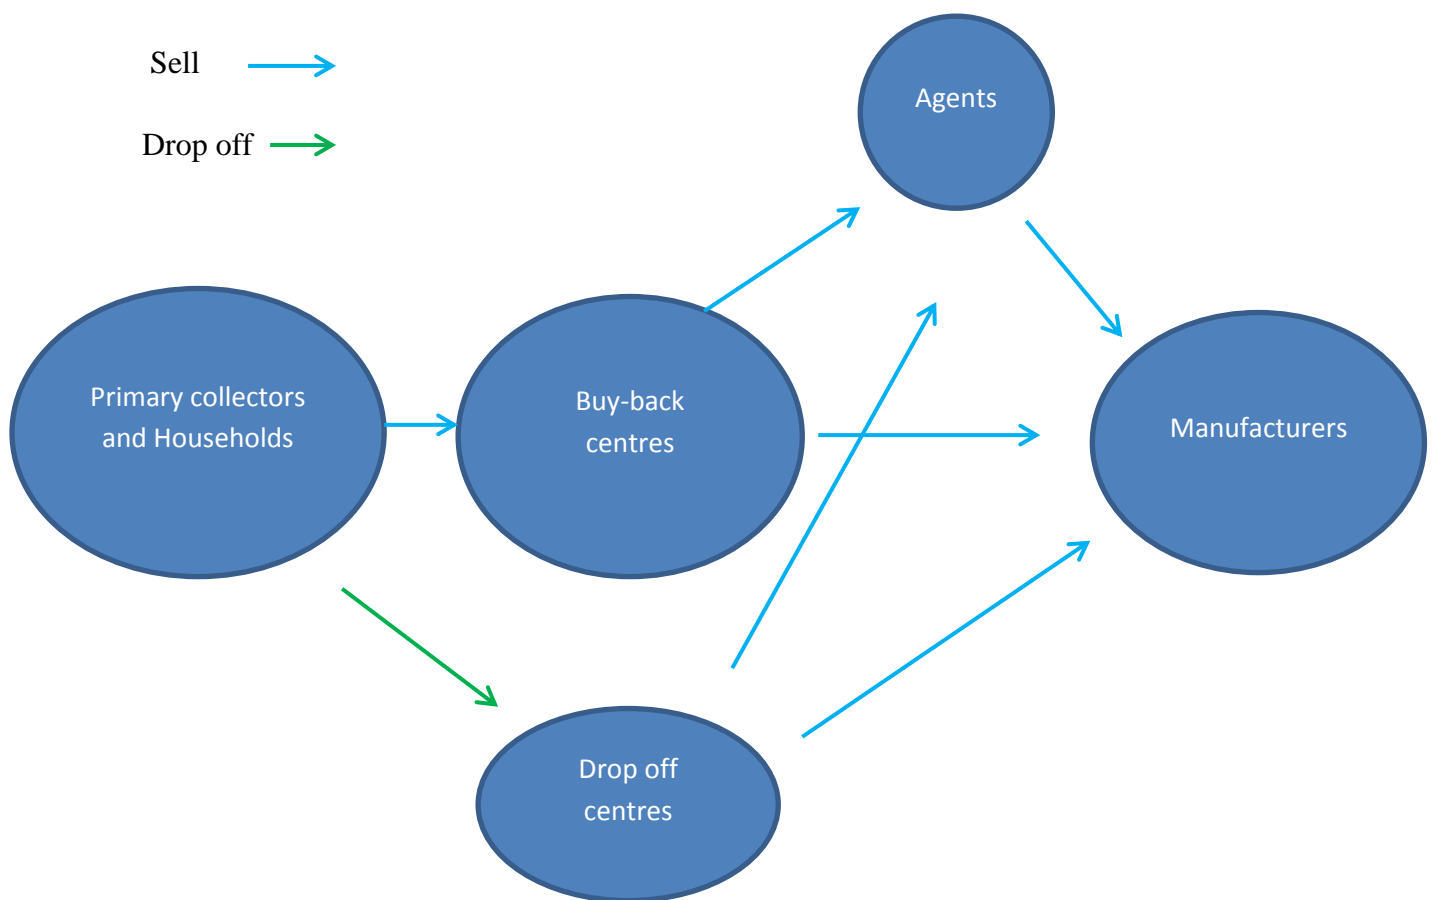 Sell
Drop off
Agents
Primary collectors
and Households
Buy-back
centres
Manufacturers
Drop off
centres